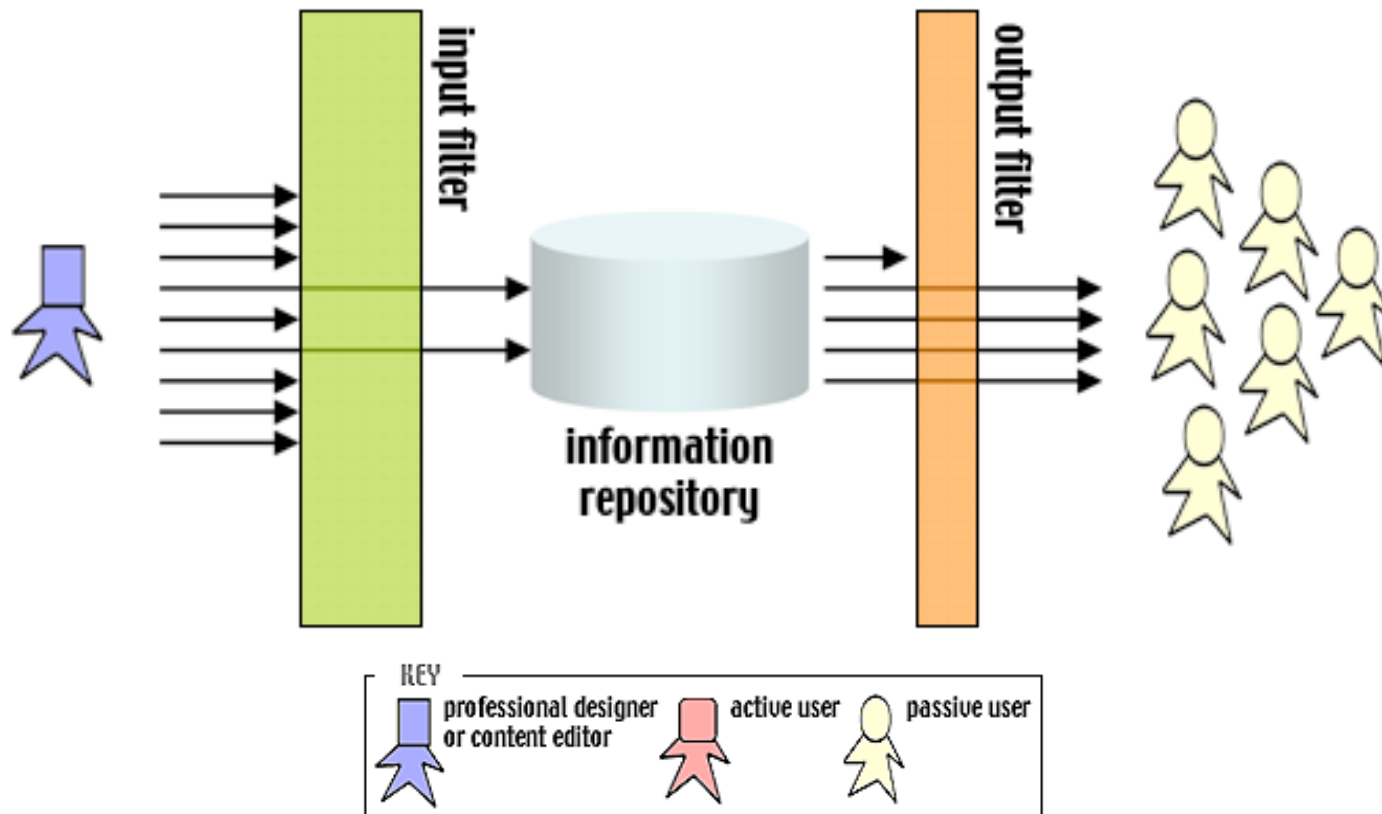 input filter
output filter
information
repository
KEY
professional designer
or content editor
active user
passive user